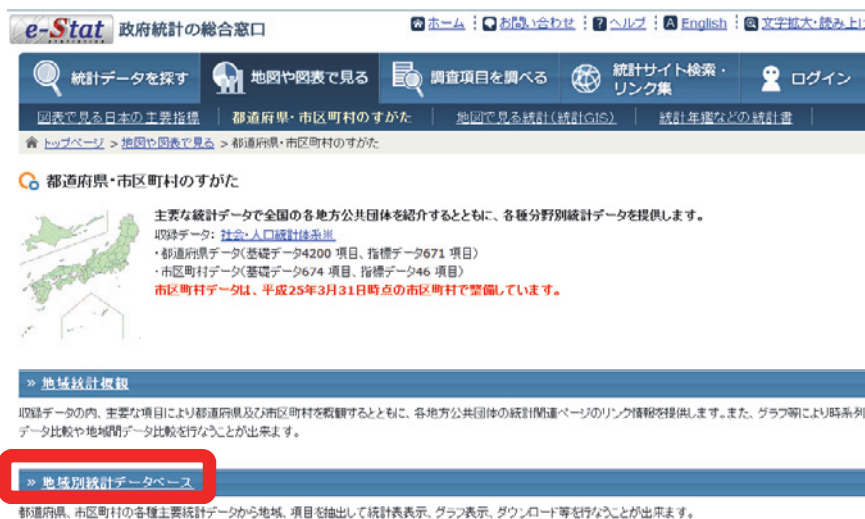 e-Stat 政府統計の総合窓口
ホーム お問い合わせ ヘルプ English 文字拡大・読み上げ
統計データを探す 地図や図表で見る 調査項目を調べる 統計サイト検索・リンク集 ログイン
図表で見る日本の主要指標 都道府県・市区町村のすがた 地図で見る統計(統計GIS) 統計年鑑などの統計書
トップページ > 地図や図表で見る > 都道府県・市区町村のすがた
都道府県・市区町村のすがた
主要な統計データで全国の各地方公共団体を紹介するとともに、各種分野別統計データを提供します。
収録データ: 社会・人口統計体系※
・都道府県データ(基礎データ4200 項目、指標データ671 項目)
・市区町村データ(基礎データ674 項目、指標データ46 項目)
市区町村データは、平成25年3月31日時点の市区町村で整備しています。
» 地域統計概観
収録データの内、主要な項目により都道府県及び市区町村を概観するとともに、各地方公共団体の統計関連ページのリンク情報を提供します。また、グラフ等により時系列
データ比較や地域間データ比較を行なうことが出来ます。
» 地域別統計データベース
都道府県、市区町村の各種主要統計データから地域、項目を抽出して統計表表示、グラフ表示、ダウンロード等を行なうことが出来ます。